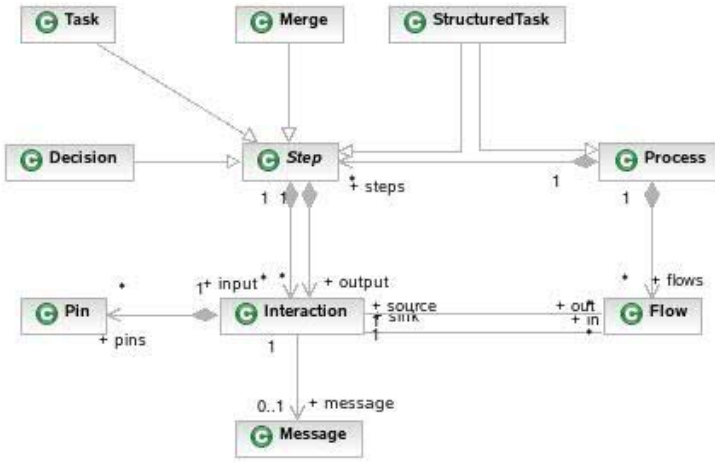 C Task
C Merge
C StructuredTask
C Decision
C Step
C Process
1 1
*
+ steps
1
1
*
1 + input * *
+ output
*
+ flows
C Pin
C Interaction
+ source
+ sink
+ out *
+ in
C Flow
+ pins
1
1
1
*
0..1
+ message
C Message